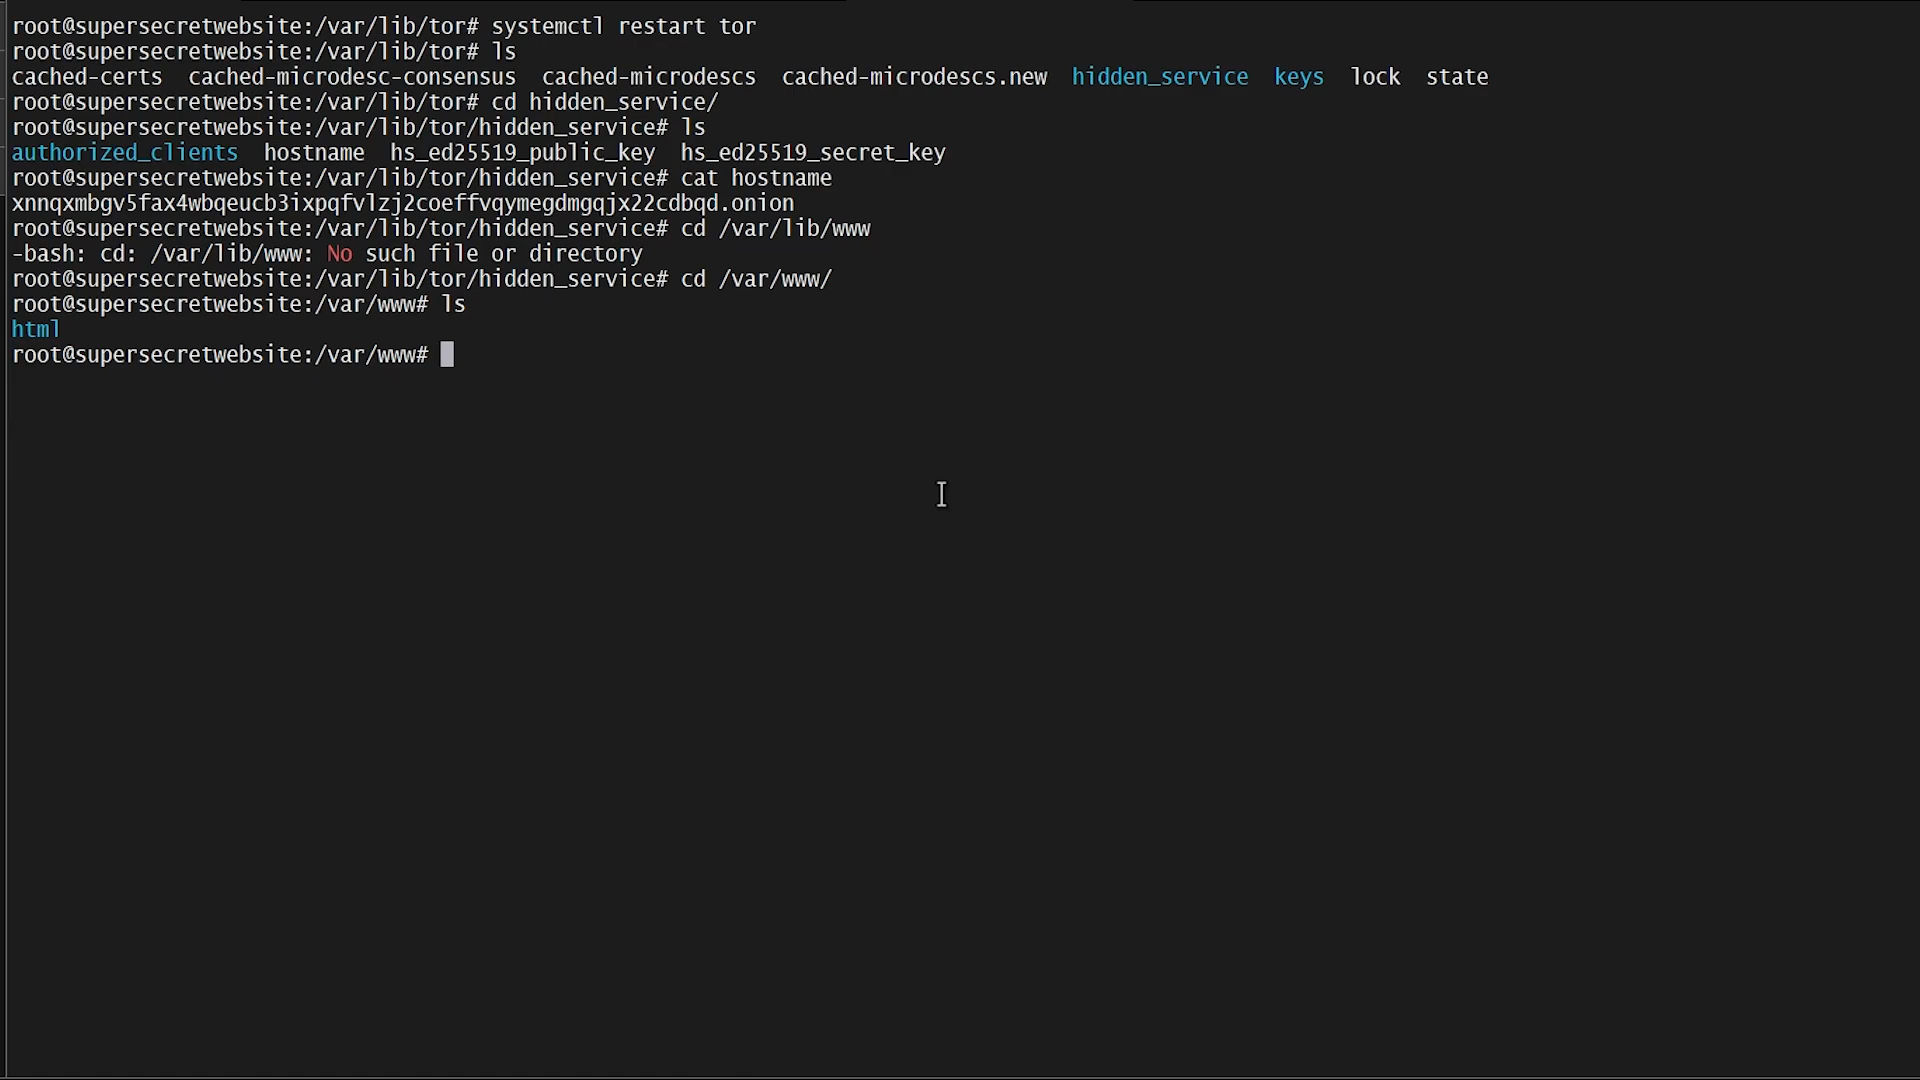 root@supersecretwebsite:/var/lib/tor# systemctl restart tor
root@supersecretwebsite:/var/lib/tor# ls
cached-certs  cached-microdesc-consensus  cached-microdescs  cached-microdescs.new  hidden_service  keys  lock  state
root@supersecretwebsite:/var/lib/tor# cd hidden_service/
root@supersecretwebsite:/var/lib/tor/hidden_service# ls
authorized_clients  hostname  hs_ed25519_public_key  hs_ed25519_secret_key
root@supersecretwebsite:/var/lib/tor/hidden_service# cat hostname
xnnqxmbgv5fax4wbqeucb3ixpqfvlzj2coeffvqymegdmgqjx22cdbqd.onion
root@supersecretwebsite:/var/lib/tor/hidden_service# cd /var/lib/www
-bash: cd: /var/lib/www: No such file or directory
root@supersecretwebsite:/var/lib/tor/hidden_service# cd /var/www/
root@supersecretwebsite:/var/www# ls
html
root@supersecretwebsite:/var/www#